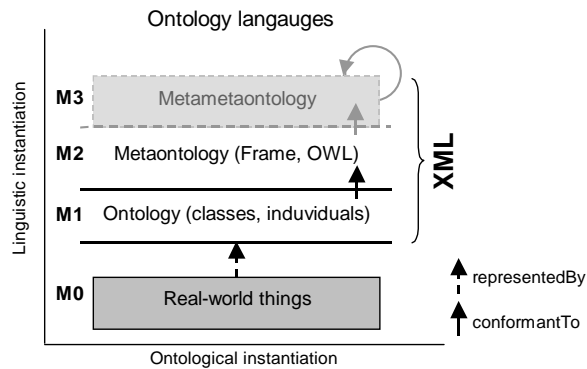 Ontology langauges
Linguistic instantiation
M3
Metametaontology
M2
Metaontology (Frame, OWL)
M1
Ontology (classes, induviduals)
XML
M0
Real-world things
representedBy
conformantTo
Ontological instantiation